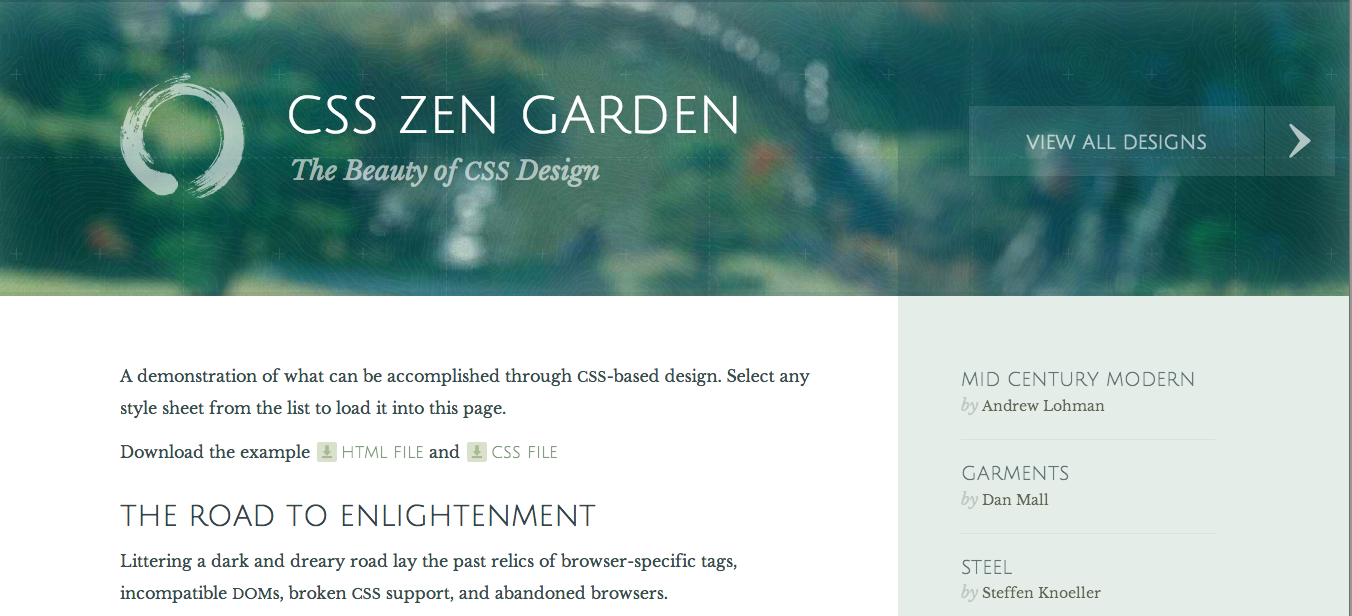 CSS ZEN GARDEN
The Beauty of CSS Design
VIEW ALL DESIGNS
A demonstration of what can be accomplished through CSS-based design. Select any
style sheet from the list to load it into this page.
Download the example HTML FILE and CSS FILE
THE ROAD TO ENLIGHTENMENT
Littering a dark and dreary road lay the past relics of browser-specific tags,
incompatible DOMs, broken CSS support, and abandoned browsers.
MID CENTURY MODERN
by Andrew Lohman
GARMENTS
by Dan Mall
STEEL
by Steffen Knoeller